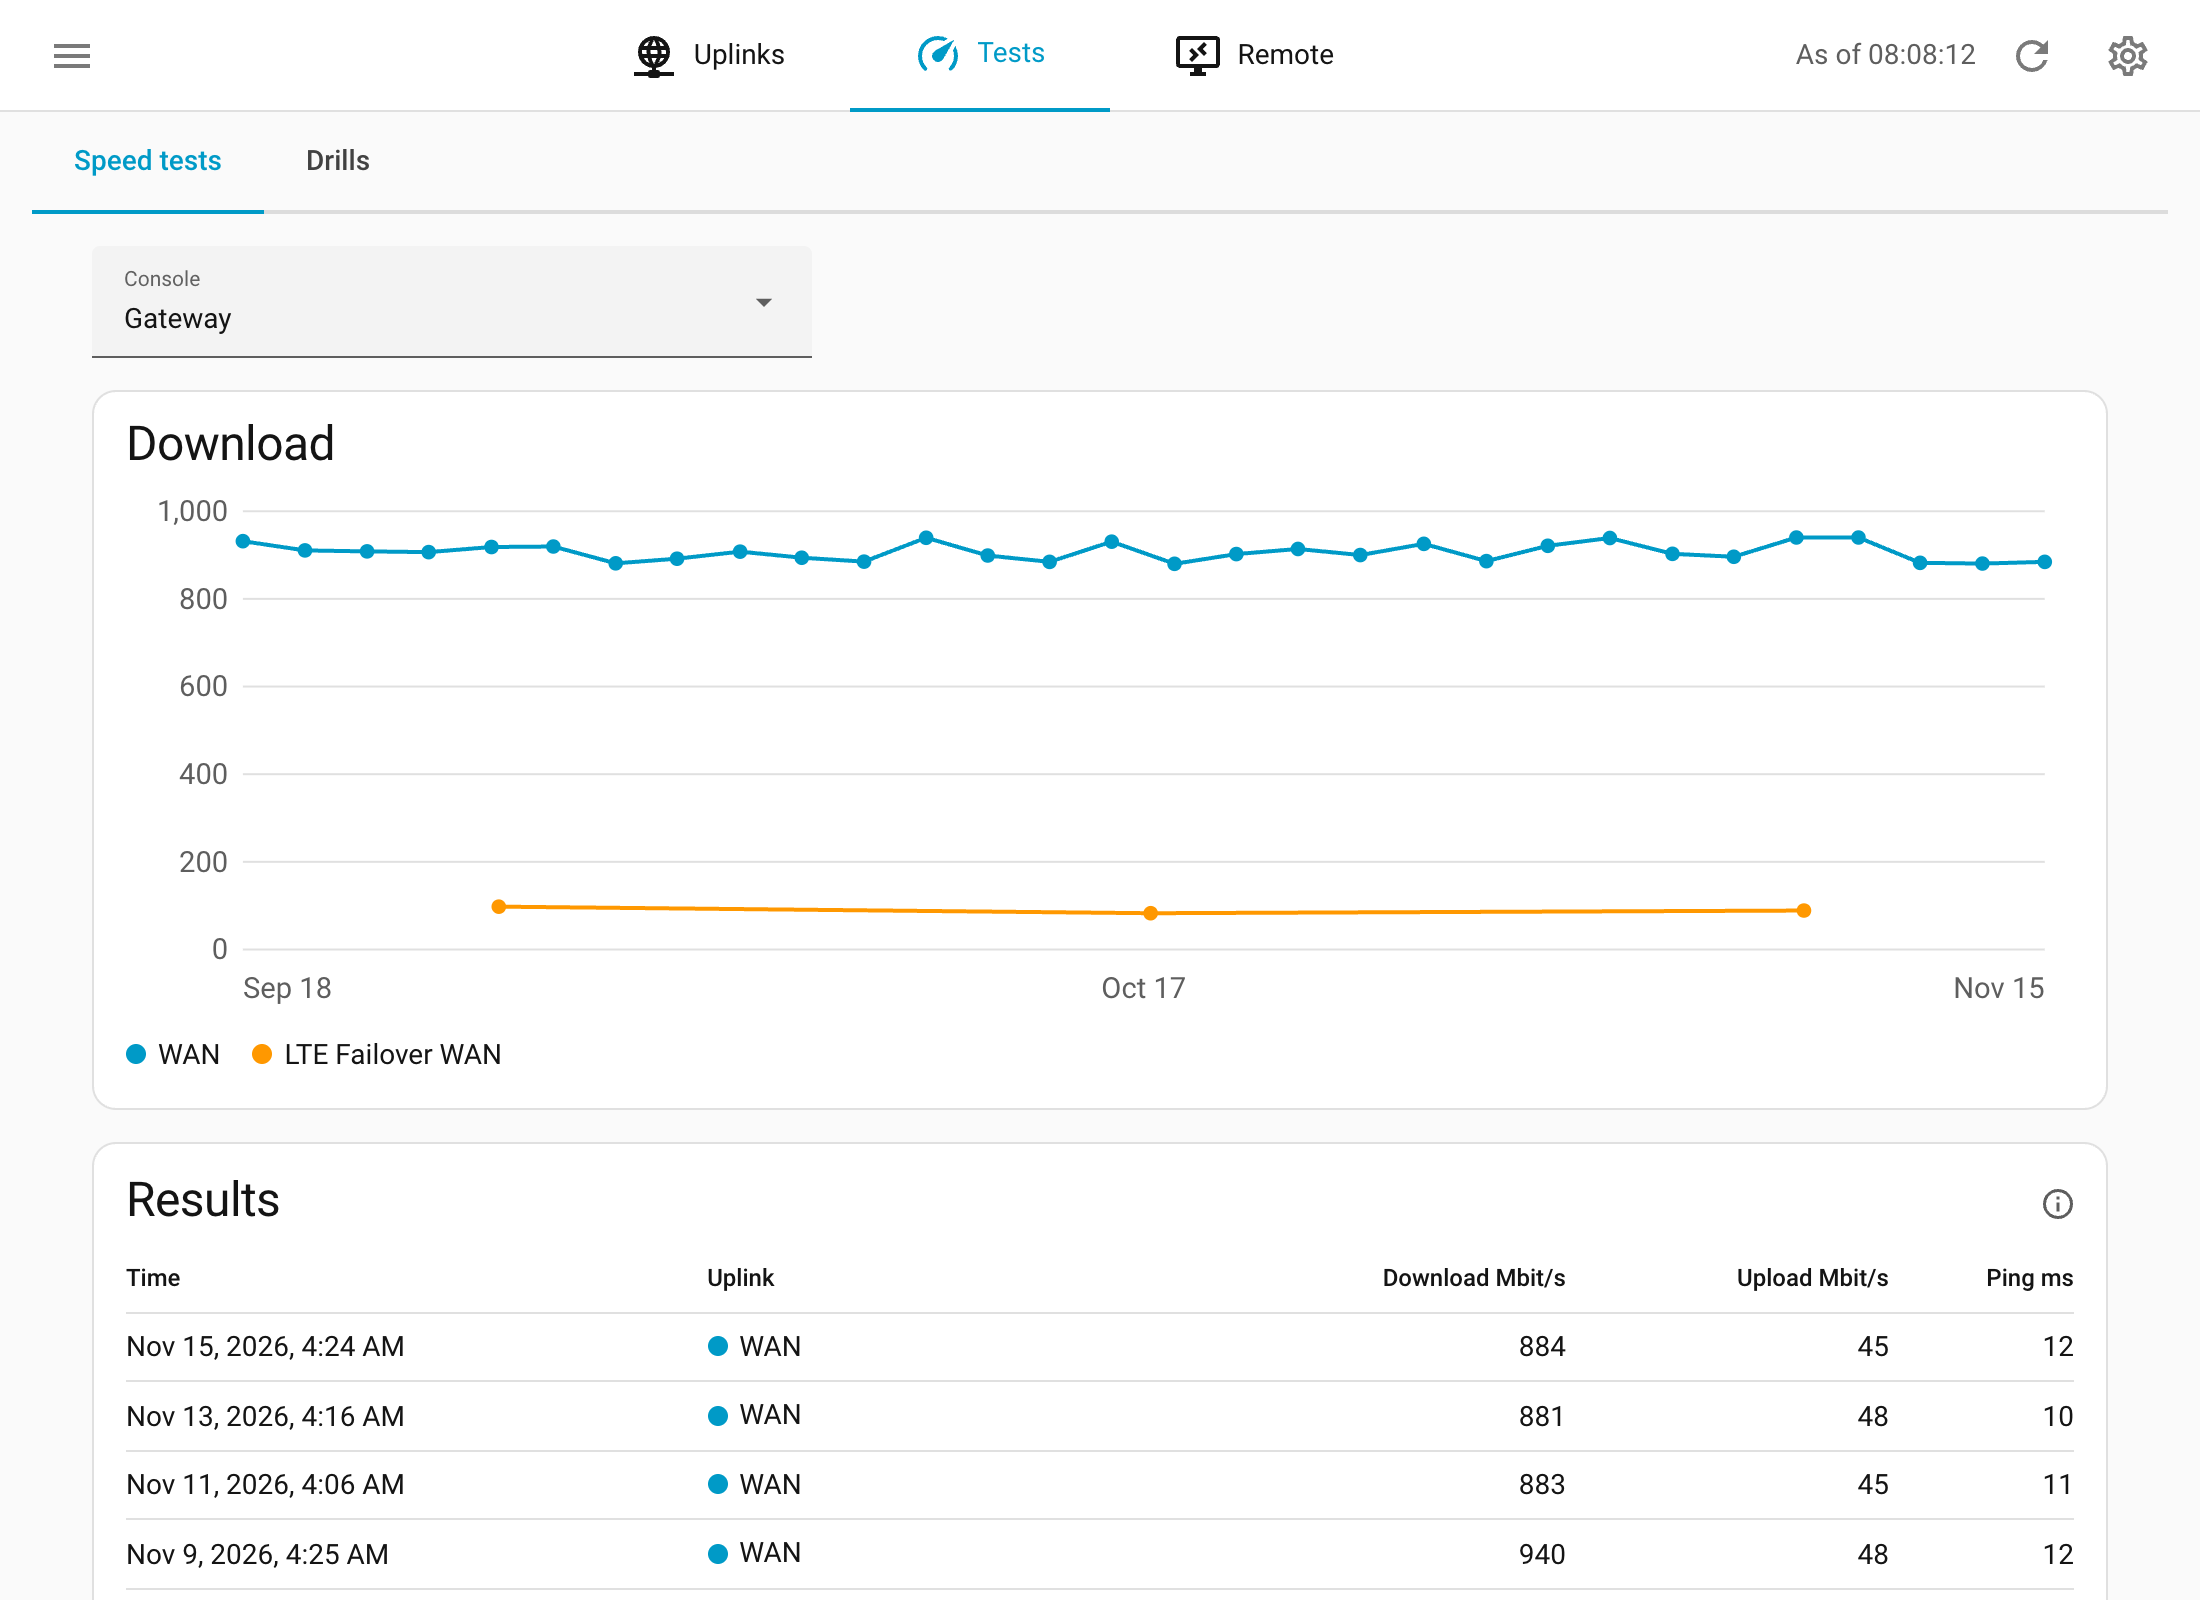 Uplinks
Tests
Remote
As of 08:08:12
Speed tests
Drills
Console
Gateway
Download
1,000
800
600
400
200
0
Sep 18
Oct 17
Nov 15
WAN
LTE Failover WAN
Results
Time Uplink Download Mbit/s Upload Mbit/s Ping ms
Nov 15, 2026, 4:24 AM WAN 884 45 12
Nov 13, 2026, 4:16 AM WAN 881 48 10
Nov 11, 2026, 4:06 AM WAN 883 45 11
Nov 9, 2026, 4:25 AM WAN 940 48 12